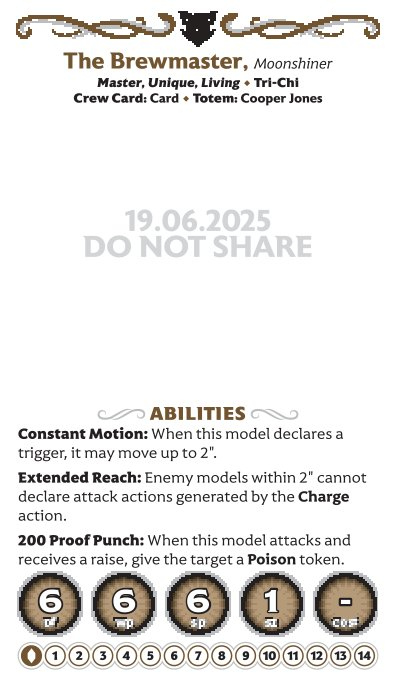 The Brewmaster, Moonshiner
Master, Unique, Living ♦ Tri-Chi
Crew Card: Card ♦ Totem: Cooper Jones
19.06.2025
DO NOT SHARE
ABILITIES
Constant Motion: When this model declares a
trigger, it may move up to 2".
Extended Reach: Enemy models within 2" cannot
declare attack actions generated by the Charge
action.
200 Proof Punch: When this model attacks and
receives a raise, give the target a Poison token.
6 6 6 1 -
df wp sp sz cost
1 2 3 4 5 6 7 8 9 10 11 12 13 14